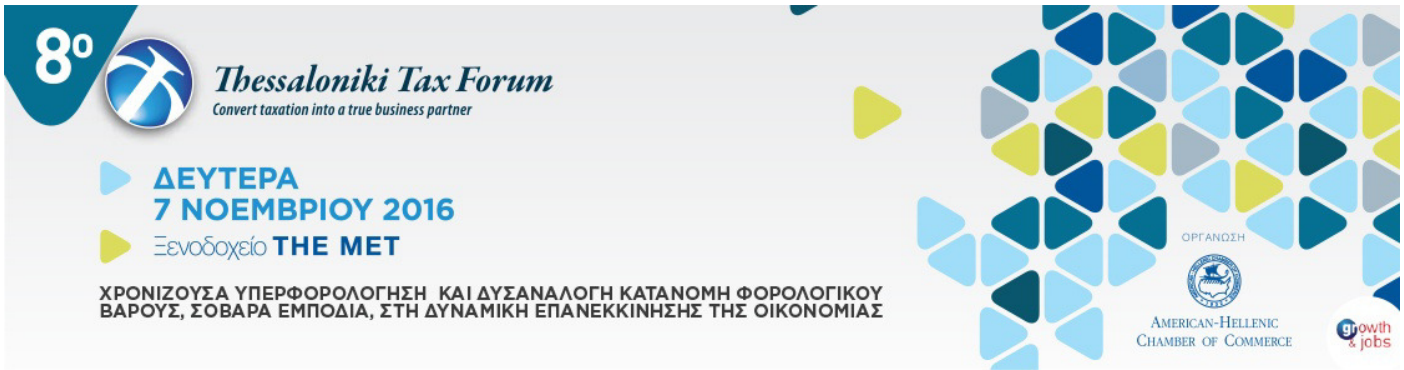 8ο
Thessaloniki Tax Forum
Convert taxation into a true business partner
ΔΕΥΤΕΡΑ
7 ΝΟΕΜΒΡΙΟΥ 2016
Ξενοδοχείο THE MET
ΧΡΟΝΙΖΟΥΣΑ ΥΠΕΡΦΟΡΟΛΟΓΗΣΗ ΚΑΙ ΔΥΣΑΝΑΛΟΓΗ ΚΑΤΑΝΟΜΗ ΦΟΡΟΛΟΓΙΚΟΥ
ΒΑΡΟΥΣ, ΣΟΒΑΡΑ ΕΜΠΟΔΙΑ, ΣΤΗ ΔΥΝΑΜΙΚΗ ΕΠΑΝΕΚΚΙΝΗΣΗΣ ΤΗΣ ΟΙΚΟΝΟΜΙΑΣ
ΟΡΓΑΝΩΣΗ
AMERICAN-HELLENIC
CHAMBER OF COMMERCE
growth
& jobs